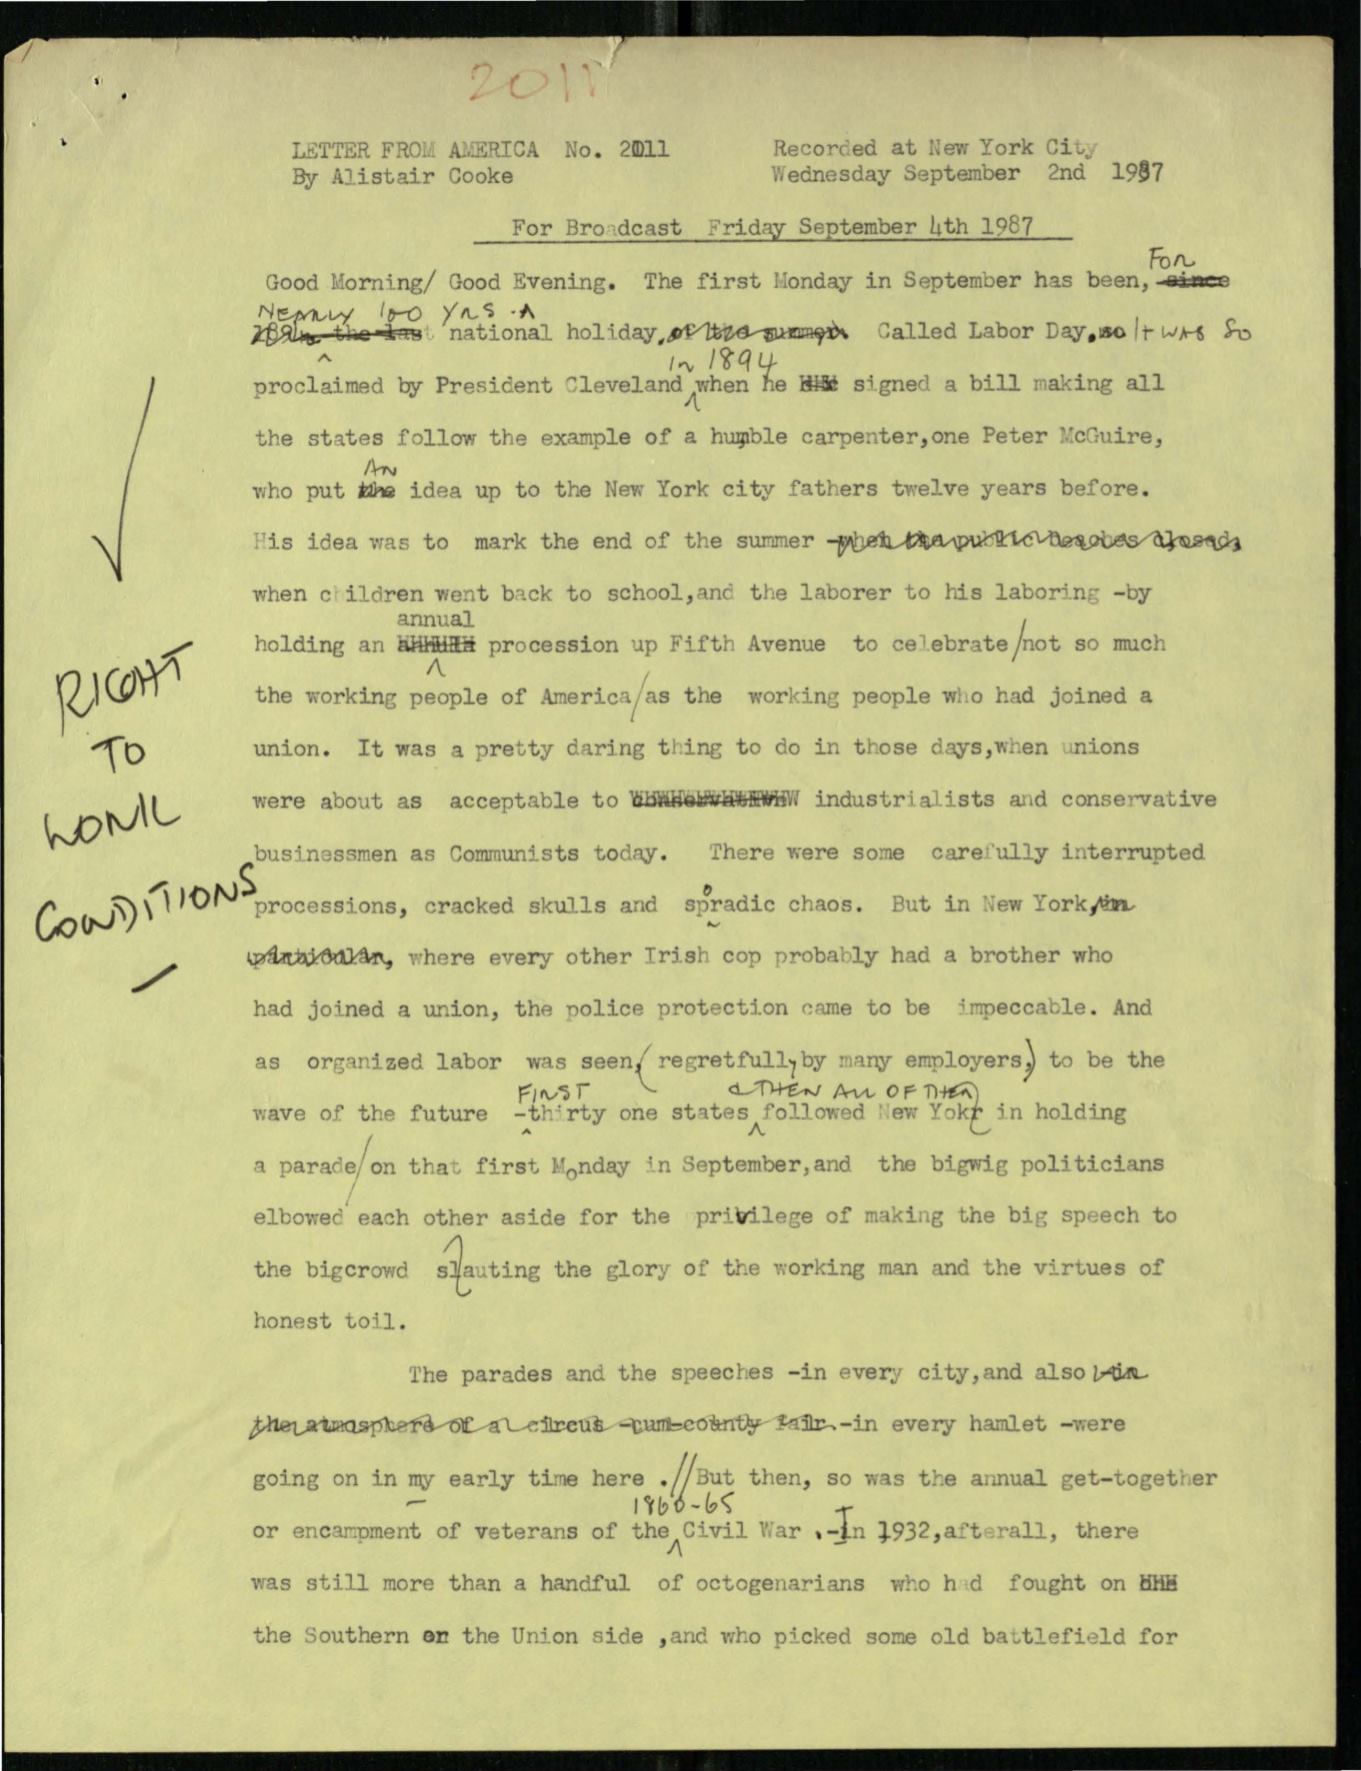 2011
LETTER FROM AMERICA No. 2011 Recorded at New York City
By Alistair Cooke Wednesday September 2nd 1987
For Broadcast Friday September 4th 1987
FOR
Good Morning/ Good Evening. The first Monday in September has been, since
NEARLY 100 YRS. A
1894, the last national holiday, of the summer. Called Labor Day. so It WAS So
in 1894
proclaimed by President Cleveland when he signed a bill making all
the states follow the example of a humble carpenter,one Peter McGuire,
AN
who put the idea up to the New York city fathers twelve years before.
His idea was to mark the end of the summer -when the public beaches closed,
when children went back to school,and the laborer to his laboring -by
annual
holding an procession up Fifth Avenue to celebrate/not so much
the working people of America/as the working people who had joined a
union. It was a pretty daring thing to do in those days,when unions
were about as acceptable to conservative industrialists and conservative
businessmen as Communists today. There were some carefully interrupted
processions, cracked skulls and sporadic chaos. But in New York, in
particular, where every other Irish cop probably had a brother who
had joined a union, the police protection came to be impeccable. And
as organized labor was seen,(regretfully,by many employers,) to be the
FIRST & THEN ALL OF THEM
wave of the future -thirty one states followed New Yokr in holding
a parade/on that first Monday in September,and the bigwig politicians
elbowed each other aside for the privilege of making the big speech to
the bigcrowd slauting the glory of the working man and the virtues of
honest toil.
The parades and the speeches -in every city,and also -in
the atmosphere of a circus -cum-county fair.-in every hamlet -were
going on in my early time here .//But then, so was the annual get-together
1860-65
or encampment of veterans of the Civil War .-In 1932,afterall, there
was still more than a handful of octogenarians who had fought on
the Southern or the Union side ,and who picked some old battlefield for
RIGHT
TO
WORK
CONDITIONS